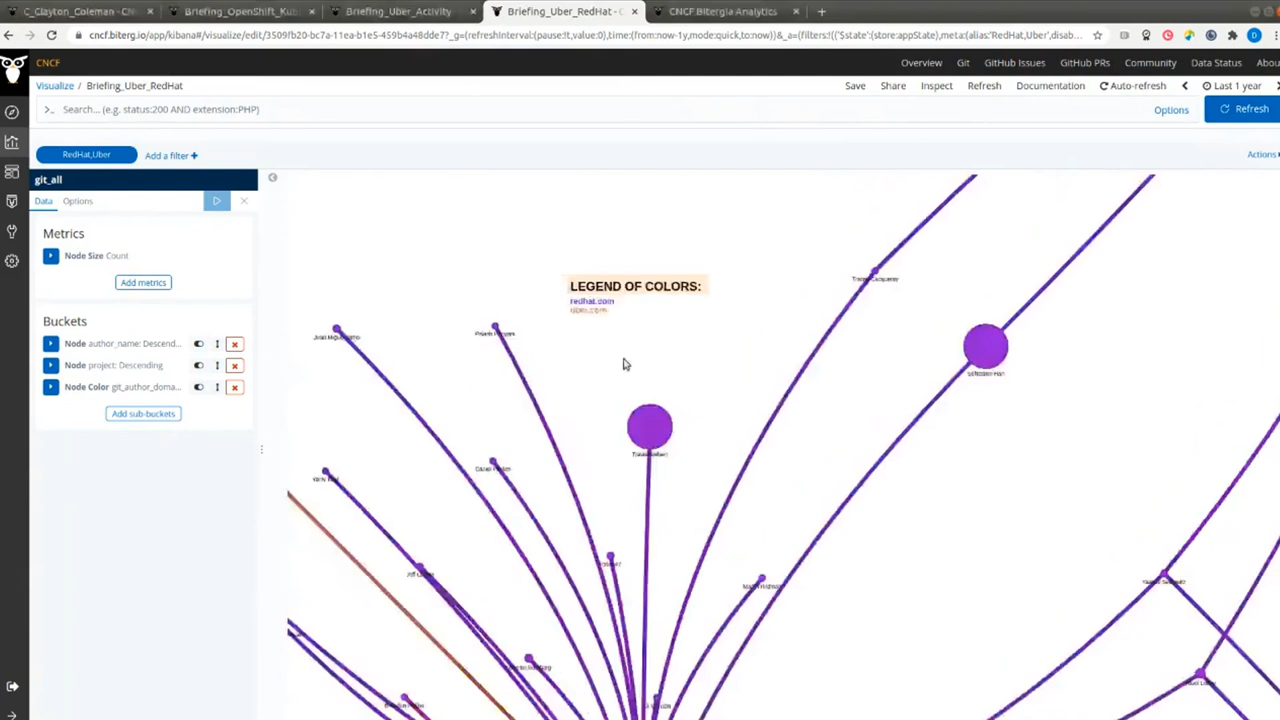 C_Clayton_Coleman - CN
Briefing_OpenShift_Kub
Briefing_Uber_Activity
Briefing_Uber_RedHat - C
CNCF Bitergia Analytics
cncf.biterg.io/app/kibana#/visualize/edit/3509fb20-bc7a-11ea-b1e5-459b4a48dde7?_g=(refreshInterval:(pause:!t,value:0),time:(from:now-1y,mode:quick,to:now))&_a=(filters:!(('$state':(store:appState),meta:(alias:'RedHat,Uber',disab...
CNCF
Overview
Git
GitHub Issues
GitHub PRs
Community
Data Status
Abou
Visualize / Briefing_Uber_RedHat
Save
Share
Inspect
Refresh
Documentation
Auto-refresh
Last 1 year
>_ Search... (e.g. status:200 AND extension:PHP)
Options
Refresh
RedHat,Uber
Add a filter +
Actions
git_all
Data
Options
Metrics
Node Size Count
Add metrics
Buckets
Node author_name: Descend...
Node project: Descending
Node Color git_author_doma...
Add sub-buckets
LEGEND OF COLORS:
redhat.com
uber.com